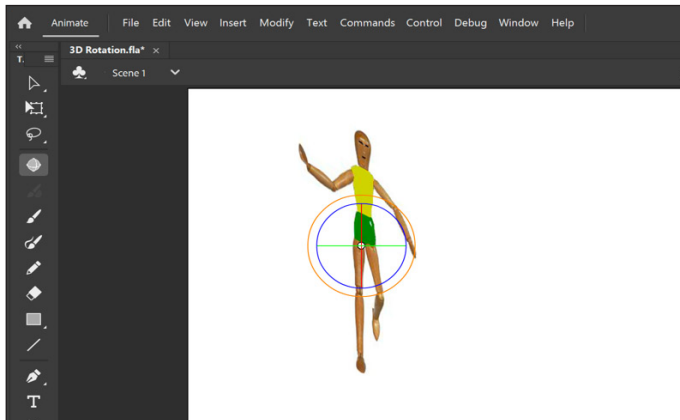 Animate File Edit View Insert Modify Text Commands Control Debug Window Help
3D Rotation.fla* ×
Scene 1
T.
T